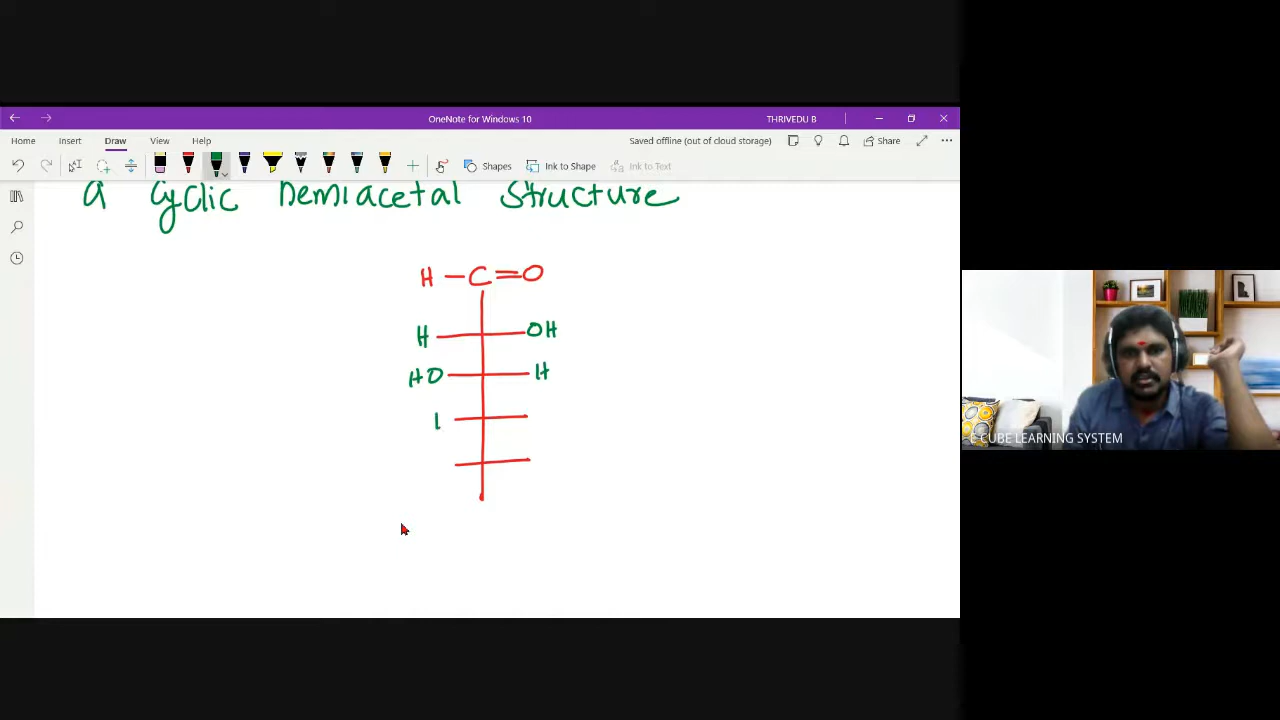 OneNote for Windows 10
THRIVEDU B
Home Insert Draw View Help
Saved offline (out of cloud storage)
Share
Shapes
Ink to Shape
Ink to Text
a Cyclic hemiacetal Structure
H - C = O
H OH
HO H
CUBE LEARNING SYSTEM